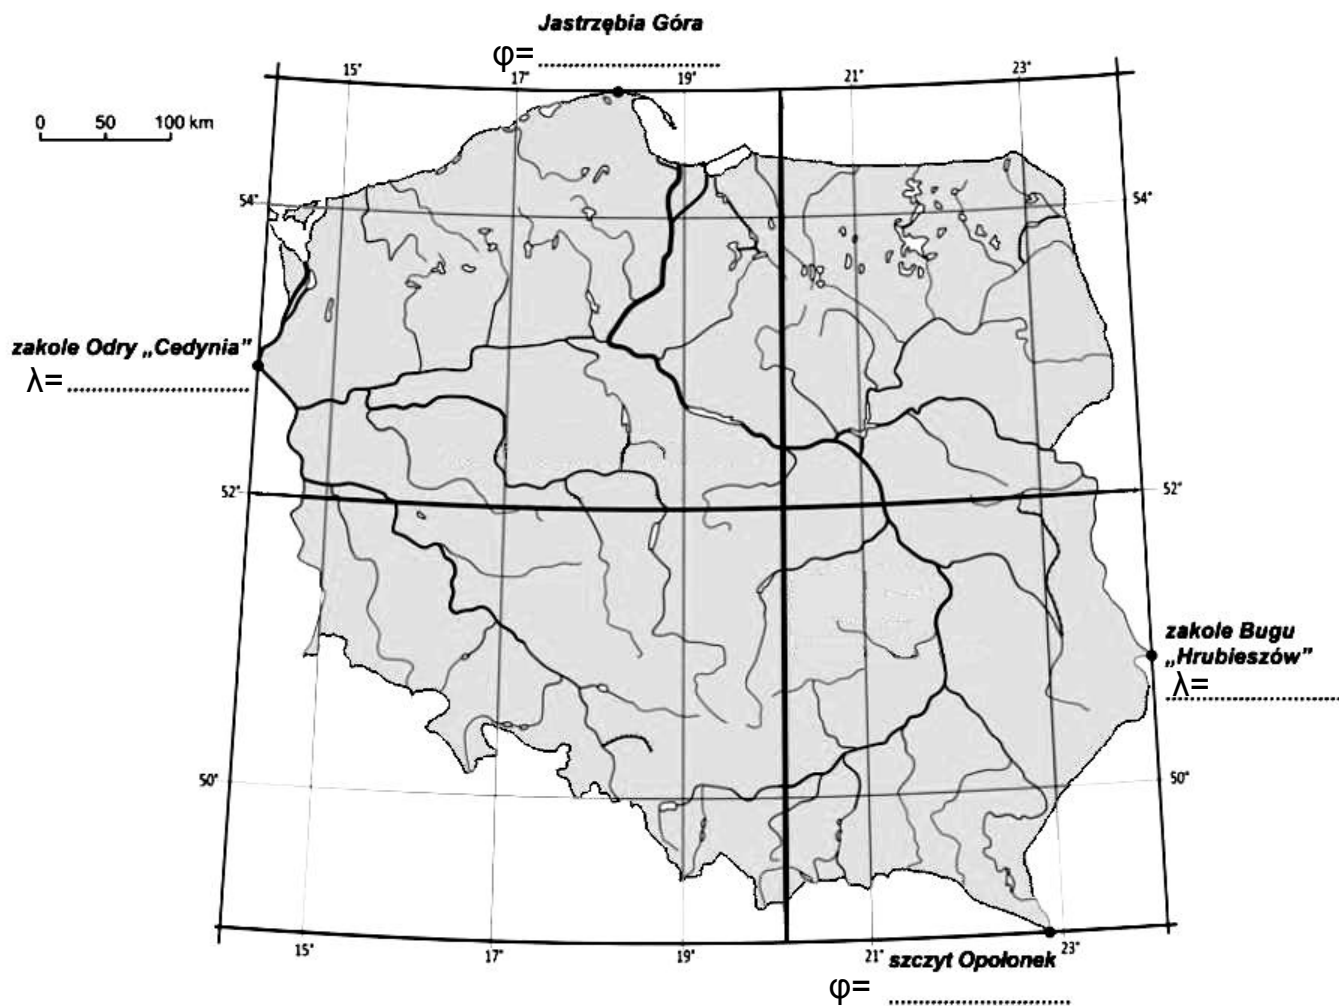 Jastrzębia Góra
φ= ........................
15° 17° 19° 21° 23°
0 50 100 km
54° 54°
zakole Odry „Cedynia”
λ= ........................
52° 52°
zakole Bugu
„Hrubieszów”
λ= ........................
50° 50°
15° 17° 19° 21° 23°
szczyt Opołonek
φ= ........................